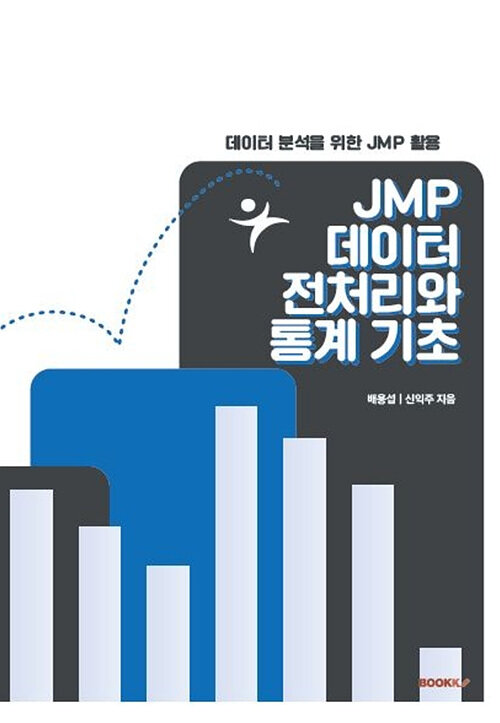 데이터 분석을 위한 JMP 활용
JMP
데이터
전처리와
통계 기초
배용섭 | 신익주 지음
BOOKK